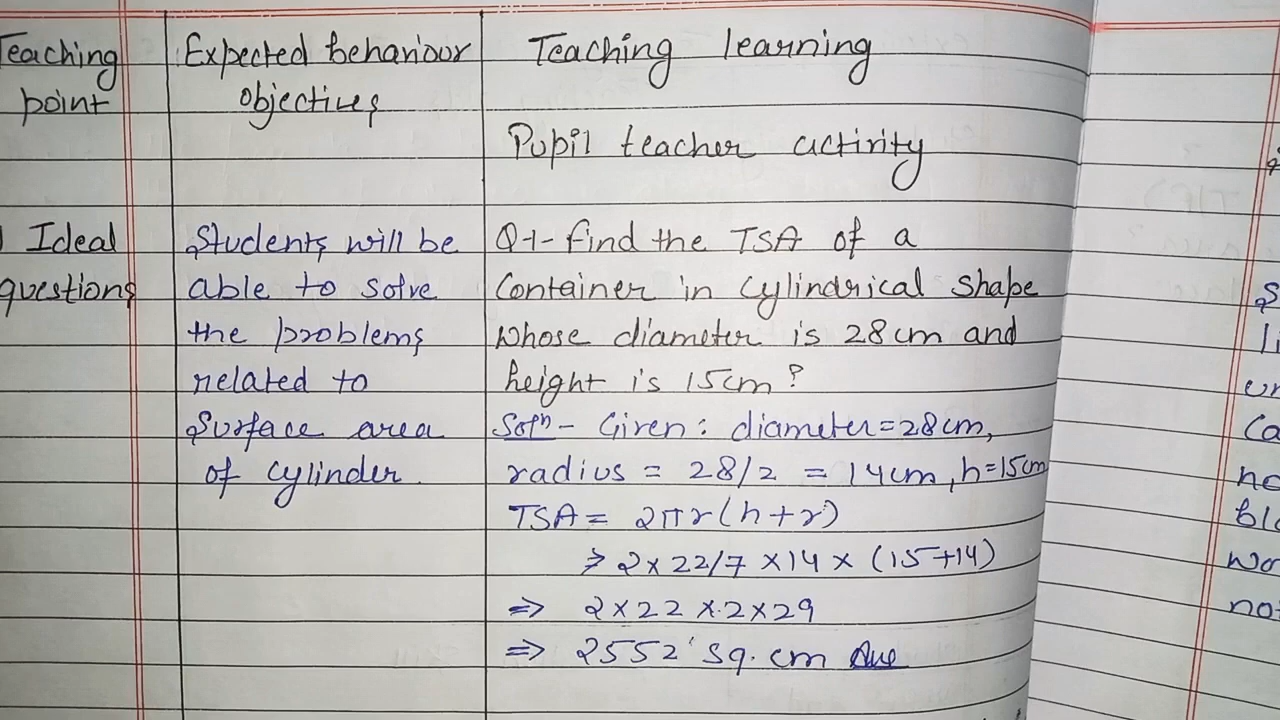 Teaching point
Expected behaviour objectives
Teaching learning
Pupil teacher activity
Ideal questions
Students will be
able to solve
the problems
related to
Surface area
of cylinder.
Q-1- Find the TSA of a
Container in cylindrical shape
whose diameter is 28cm and
height is 15cm?
Solⁿ - Given: diameter=28cm,
radius = 28/2 = 14cm, h=15cm
TSA = 2πr(h+r)
⇒ 2×22/7 ×14 × (15+14)
⇒ 2×22×2×29
⇒ 2552 sq. cm